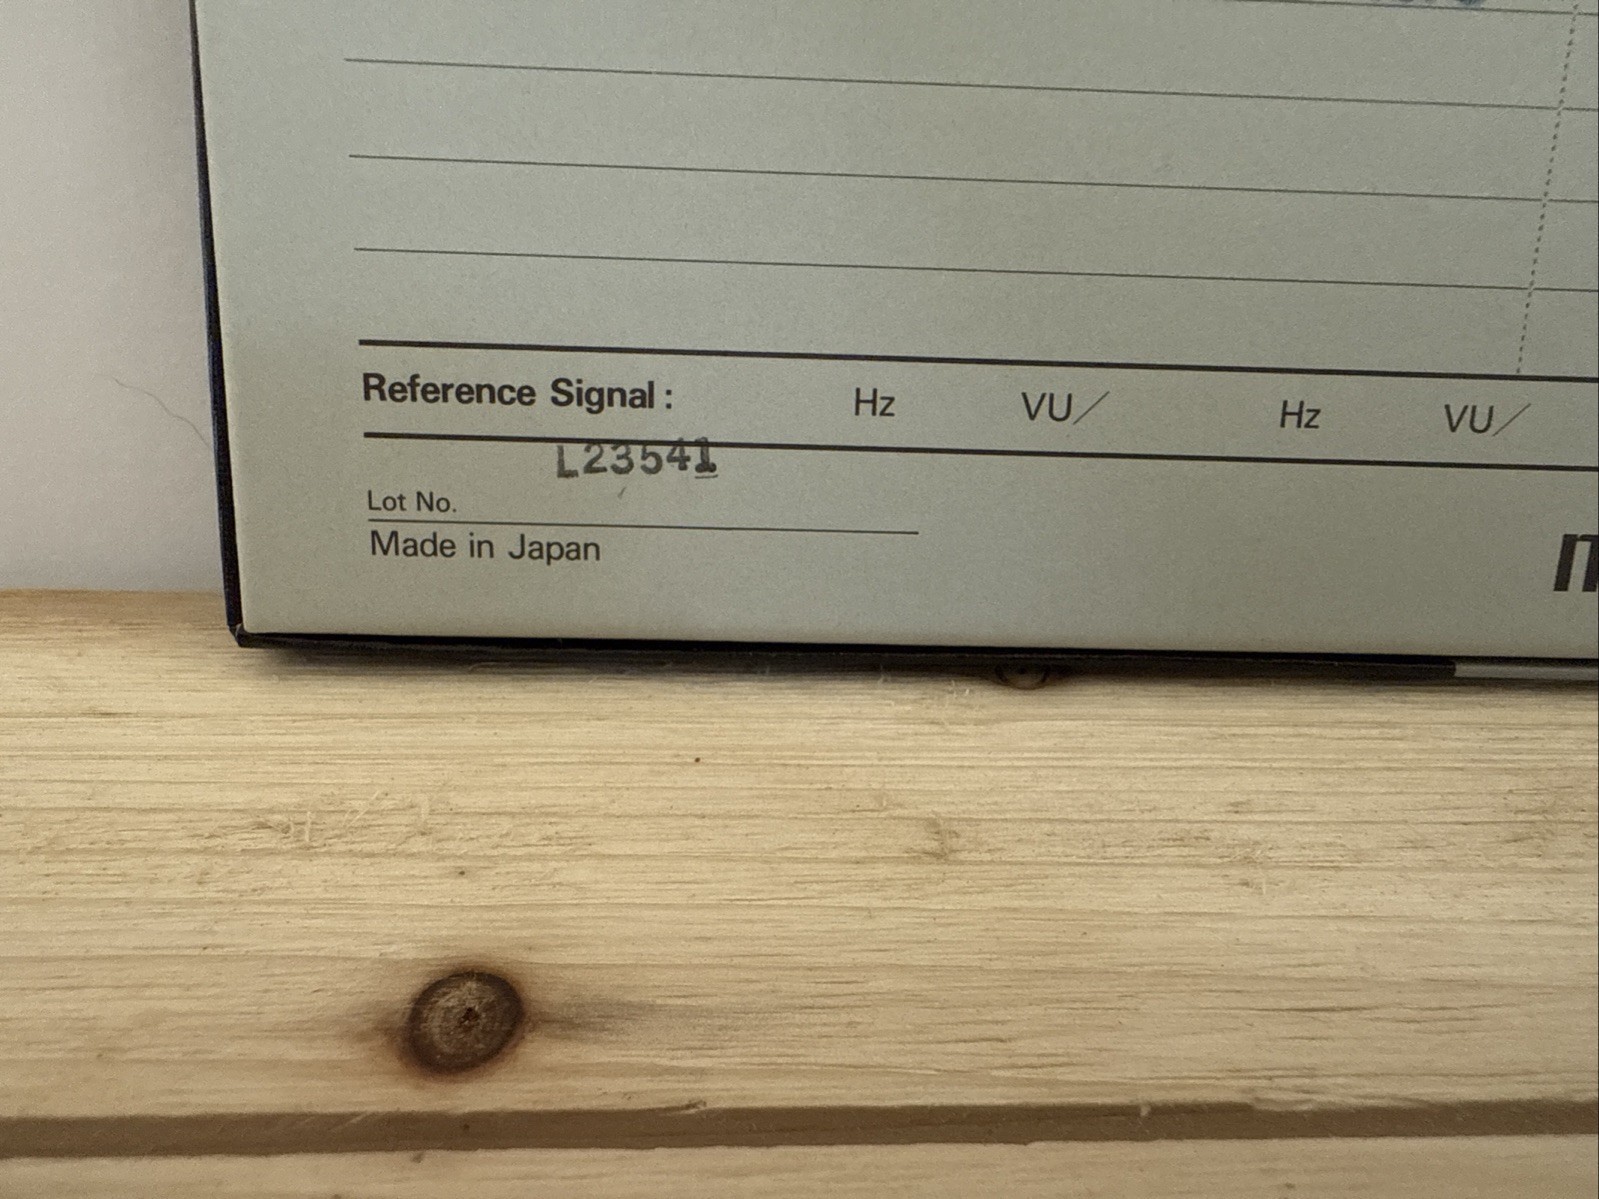 Reference Signal : Hz VU/ Hz VU/
L23541
Lot No.
Made in Japan